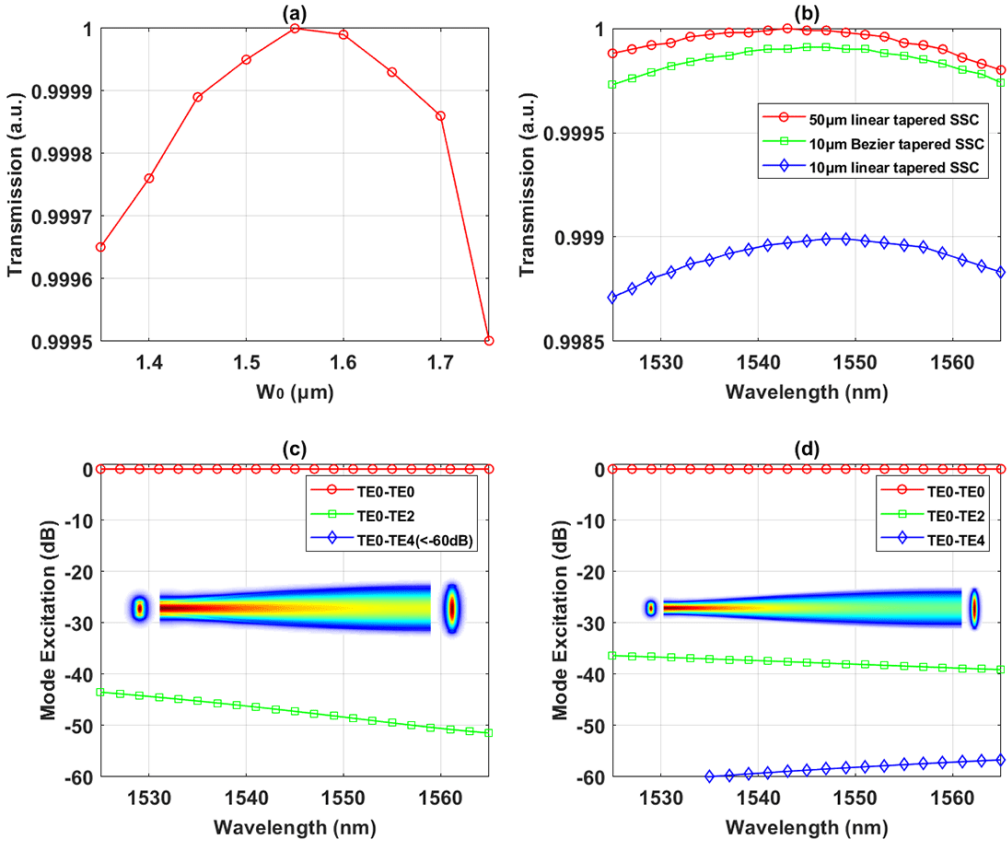 (a)
1
0.9999
0.9998
0.9997
0.9996
0.9995
Transmission (a.u.)
1.4 1.5 1.6 1.7
W₀ (μm)
(b)
1
0.9995
0.999
0.9985
Transmission (a.u.)
50μm linear tapered SSC
10μm Bezier tapered SSC
10μm linear tapered SSC
1530 1540 1550 1560
Wavelength (nm)
(c)
0
-10
-20
-30
-40
-50
-60
Mode Excitation (dB)
TE0-TE0
TE0-TE2
TE0-TE4(<-60dB)
1530 1540 1550 1560
Wavelength (nm)
(d)
0
-10
-20
-30
-40
-50
-60
Mode Excitation (dB)
TE0-TE0
TE0-TE2
TE0-TE4
1530 1540 1550 1560
Wavelength (nm)